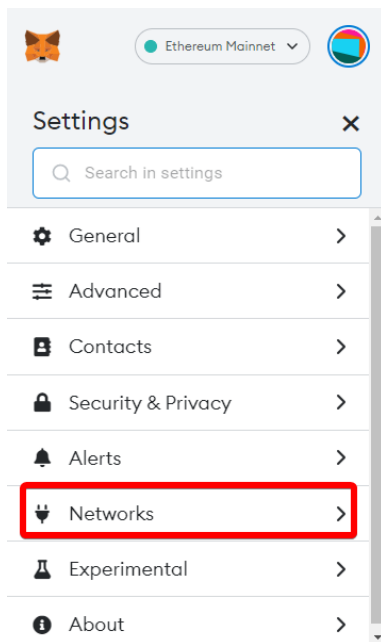 Ethereum Mainnet
Settings
Search in settings
General
Advanced
Contacts
Security & Privacy
Alerts
Networks
Experimental
About